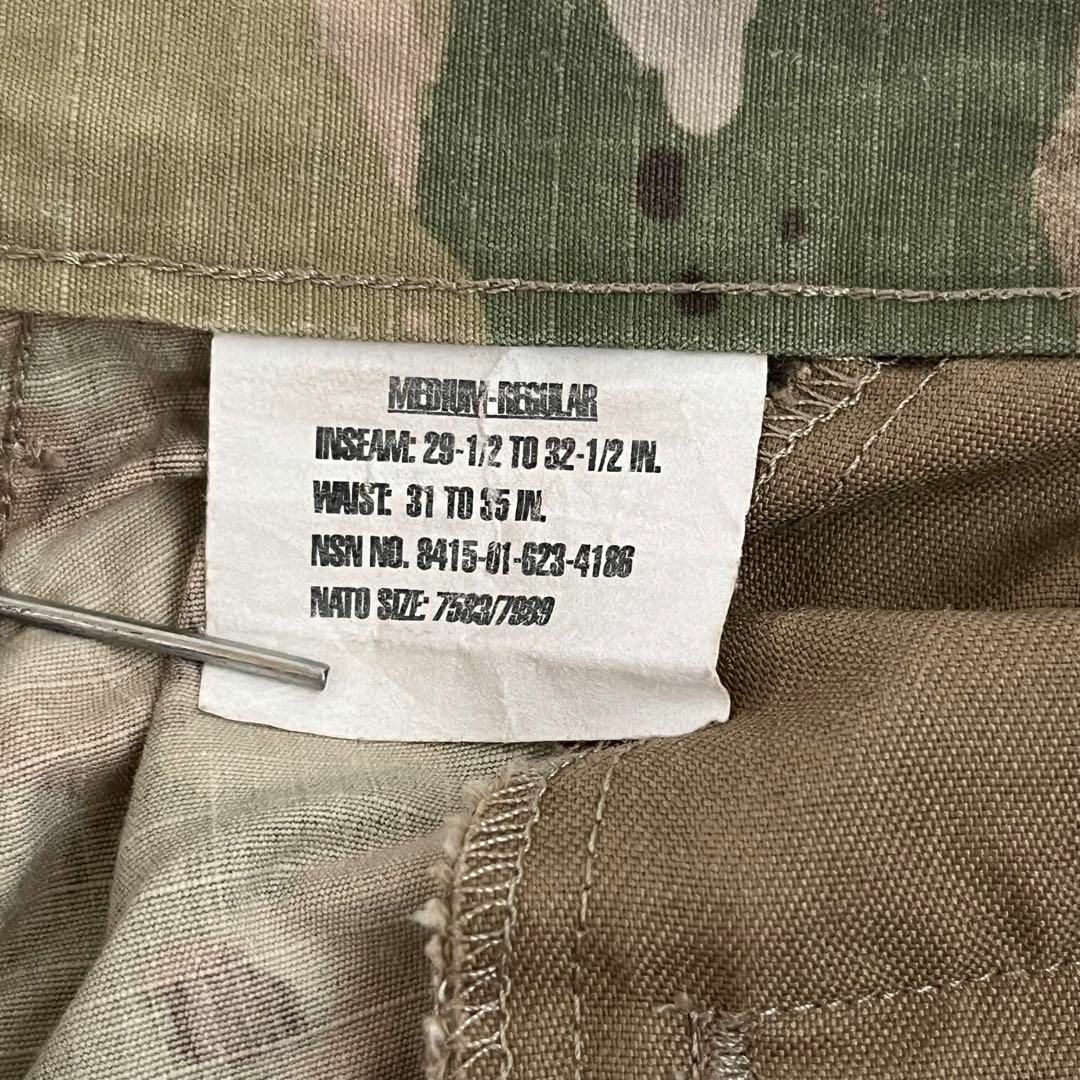 MEDIUM-REGULAR
INSEAM: 29-1/2 TO 32-1/2 IN.
WAIST: 31 TO 35 IN.
NSN NO. 8415-01-623-4186
NATO SIZE: 7583/7989